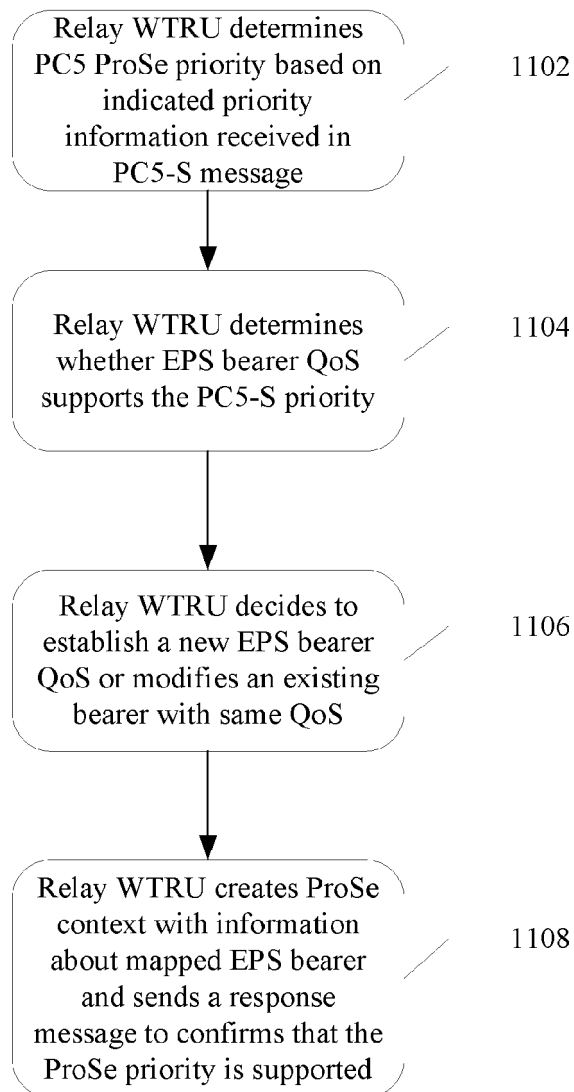 Relay WTRU determines
PC5 ProSe priority based on
indicated priority
information received in
PC5-S message
1102
Relay WTRU determines
whether EPS bearer QoS
supports the PC5-S priority
1104
Relay WTRU decides to
establish a new EPS bearer
QoS or modifies an existing
bearer with same QoS
1106
Relay WTRU creates ProSe
context with information
about mapped EPS bearer
and sends a response
message to confirms that the
ProSe priority is supported
1108